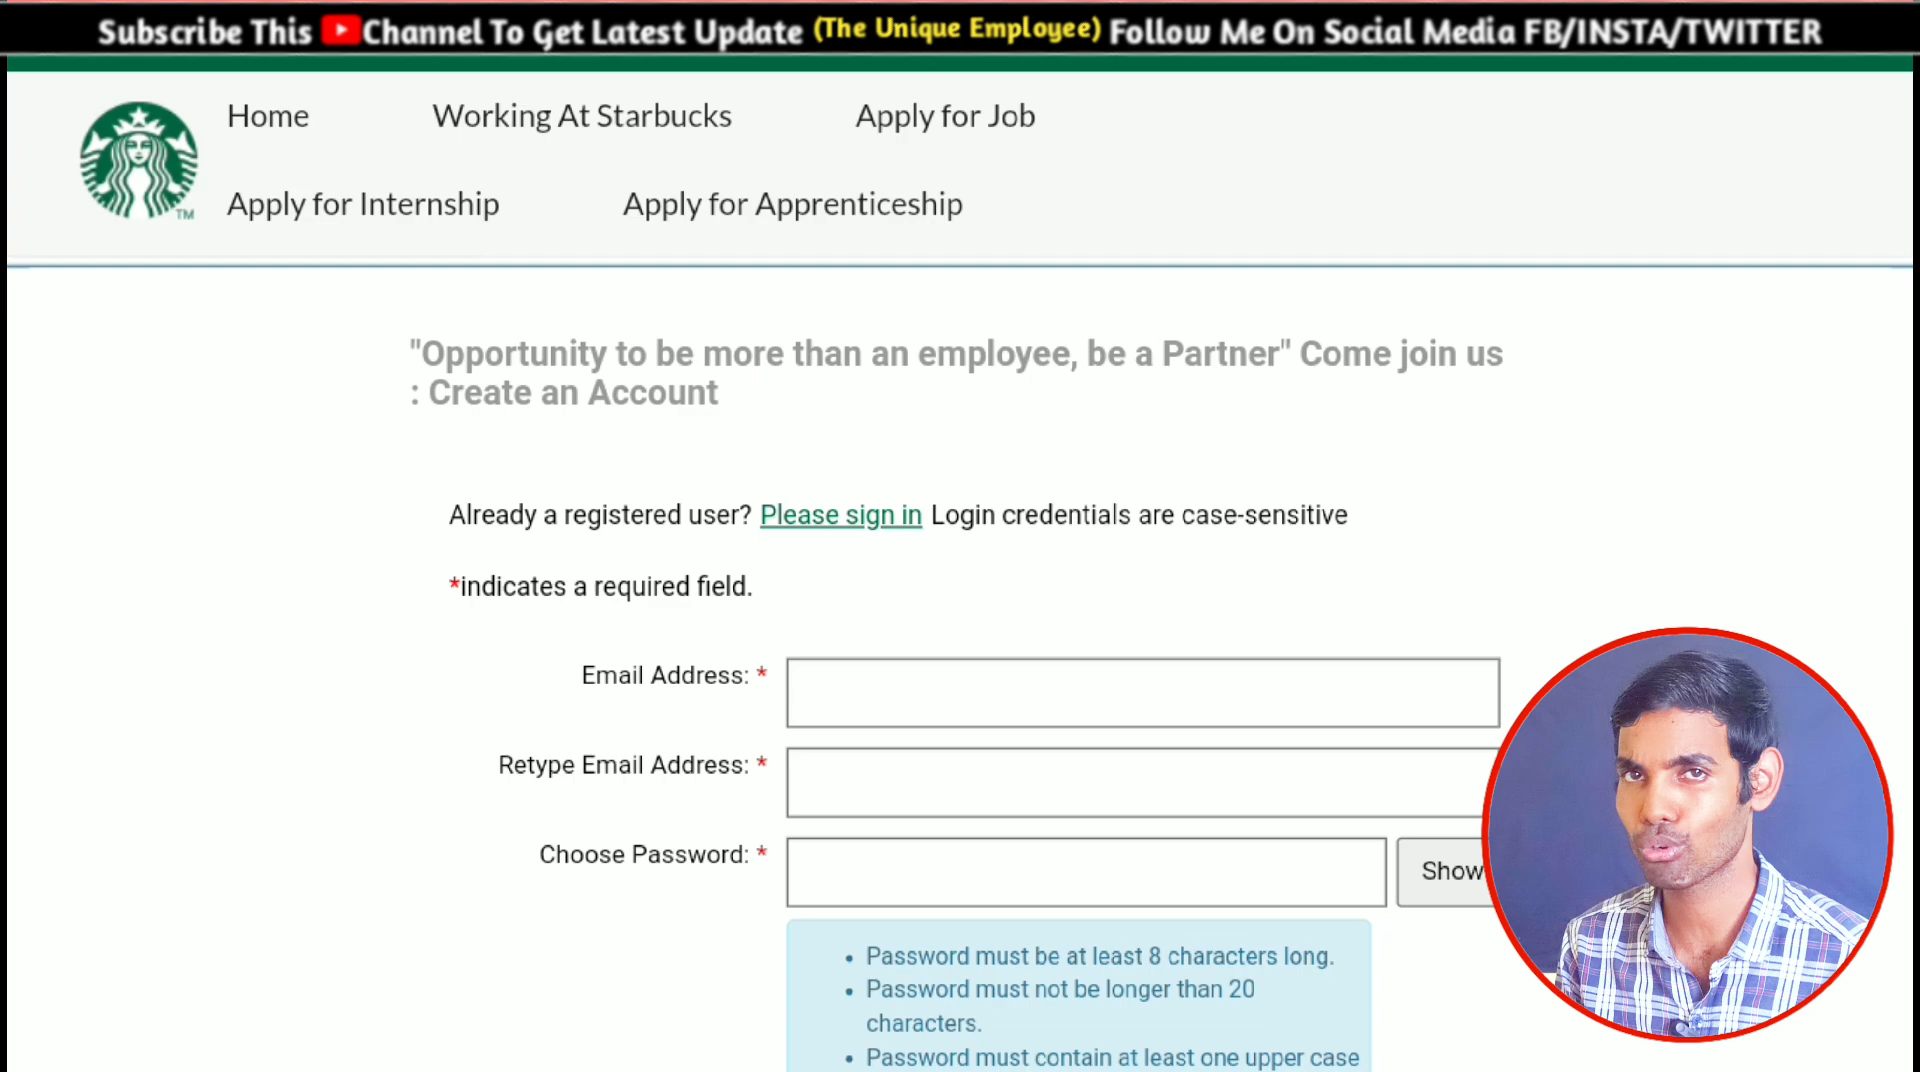 Subscribe This Channel To Get Latest Update (The Unique Employee) Follow Me On Social Media FB/INSTA/TWITTER
Home Working At Starbucks Apply for Job
Apply for Internship Apply for Apprenticeship
TM
"Opportunity to be more than an employee, be a Partner" Come join us
: Create an Account
Already a registered user? Please sign in Login credentials are case-sensitive
*indicates a required field.
Email Address: *
Retype Email Address: *
Choose Password: *
Show
• Password must be at least 8 characters long.
• Password must not be longer than 20
characters.
• Password must contain at least one upper case